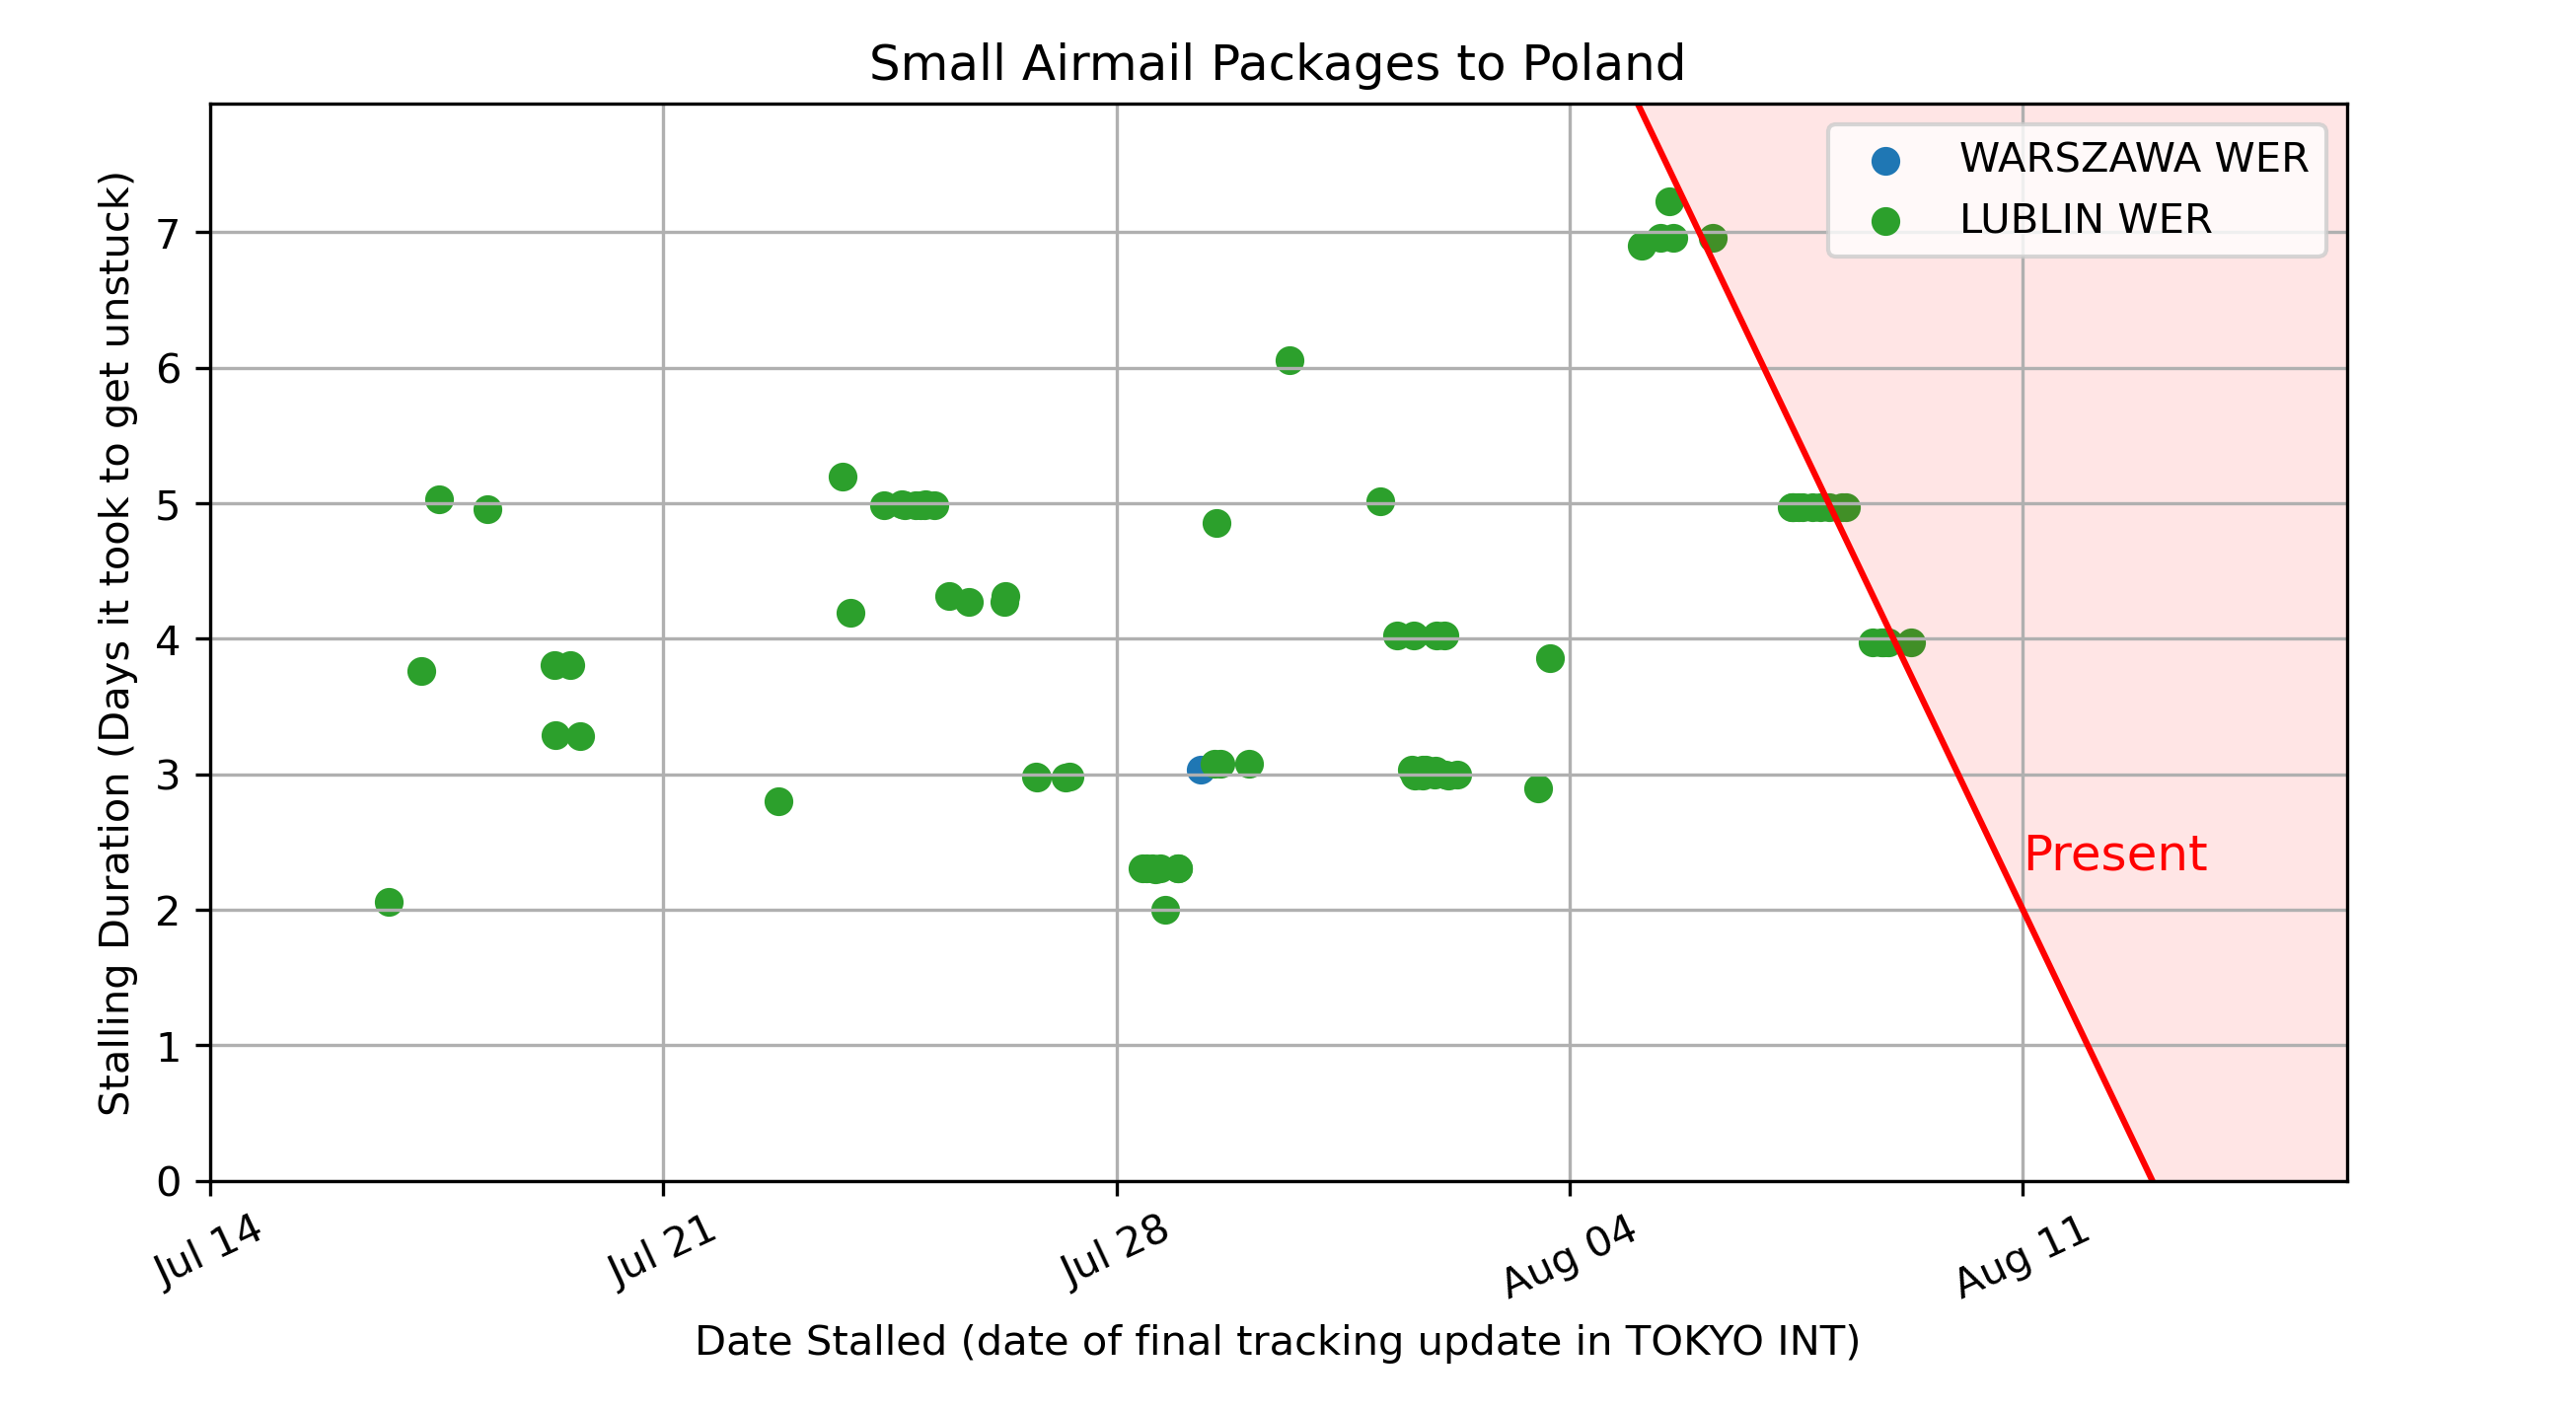 Small Airmail Packages to Poland
WARSZAWA WER
LUBLIN WER
Stalling Duration (Days it took to get unstuck)
7
6
5
4
3
2
1
0
Present
Jul 14
Jul 21
Jul 28
Aug 04
Aug 11
Date Stalled (date of final tracking update in TOKYO INT)